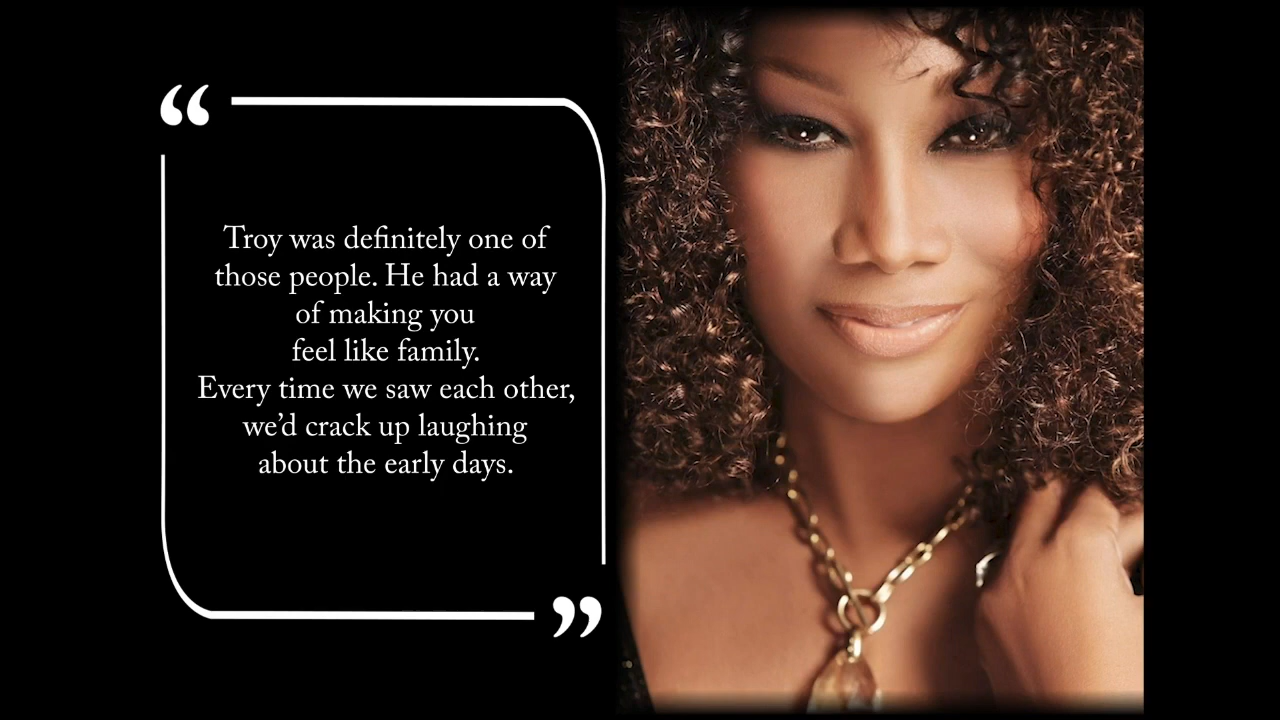 “
Troy was definitely one of
those people. He had a way
of making you
feel like family.
Every time we saw each other,
we’d crack up laughing
about the early days.
”